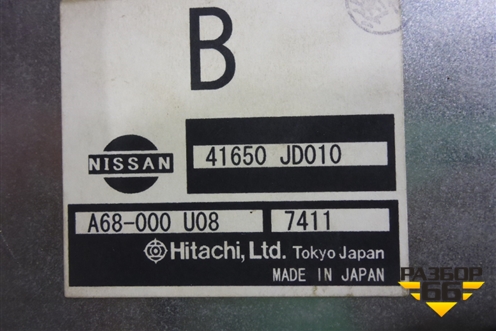 B
NISSAN
41650 JD010
A68-000 U08 7411
Hitachi, Ltd. Tokyo Japan
MADE IN JAPAN
РАЗБОР
66